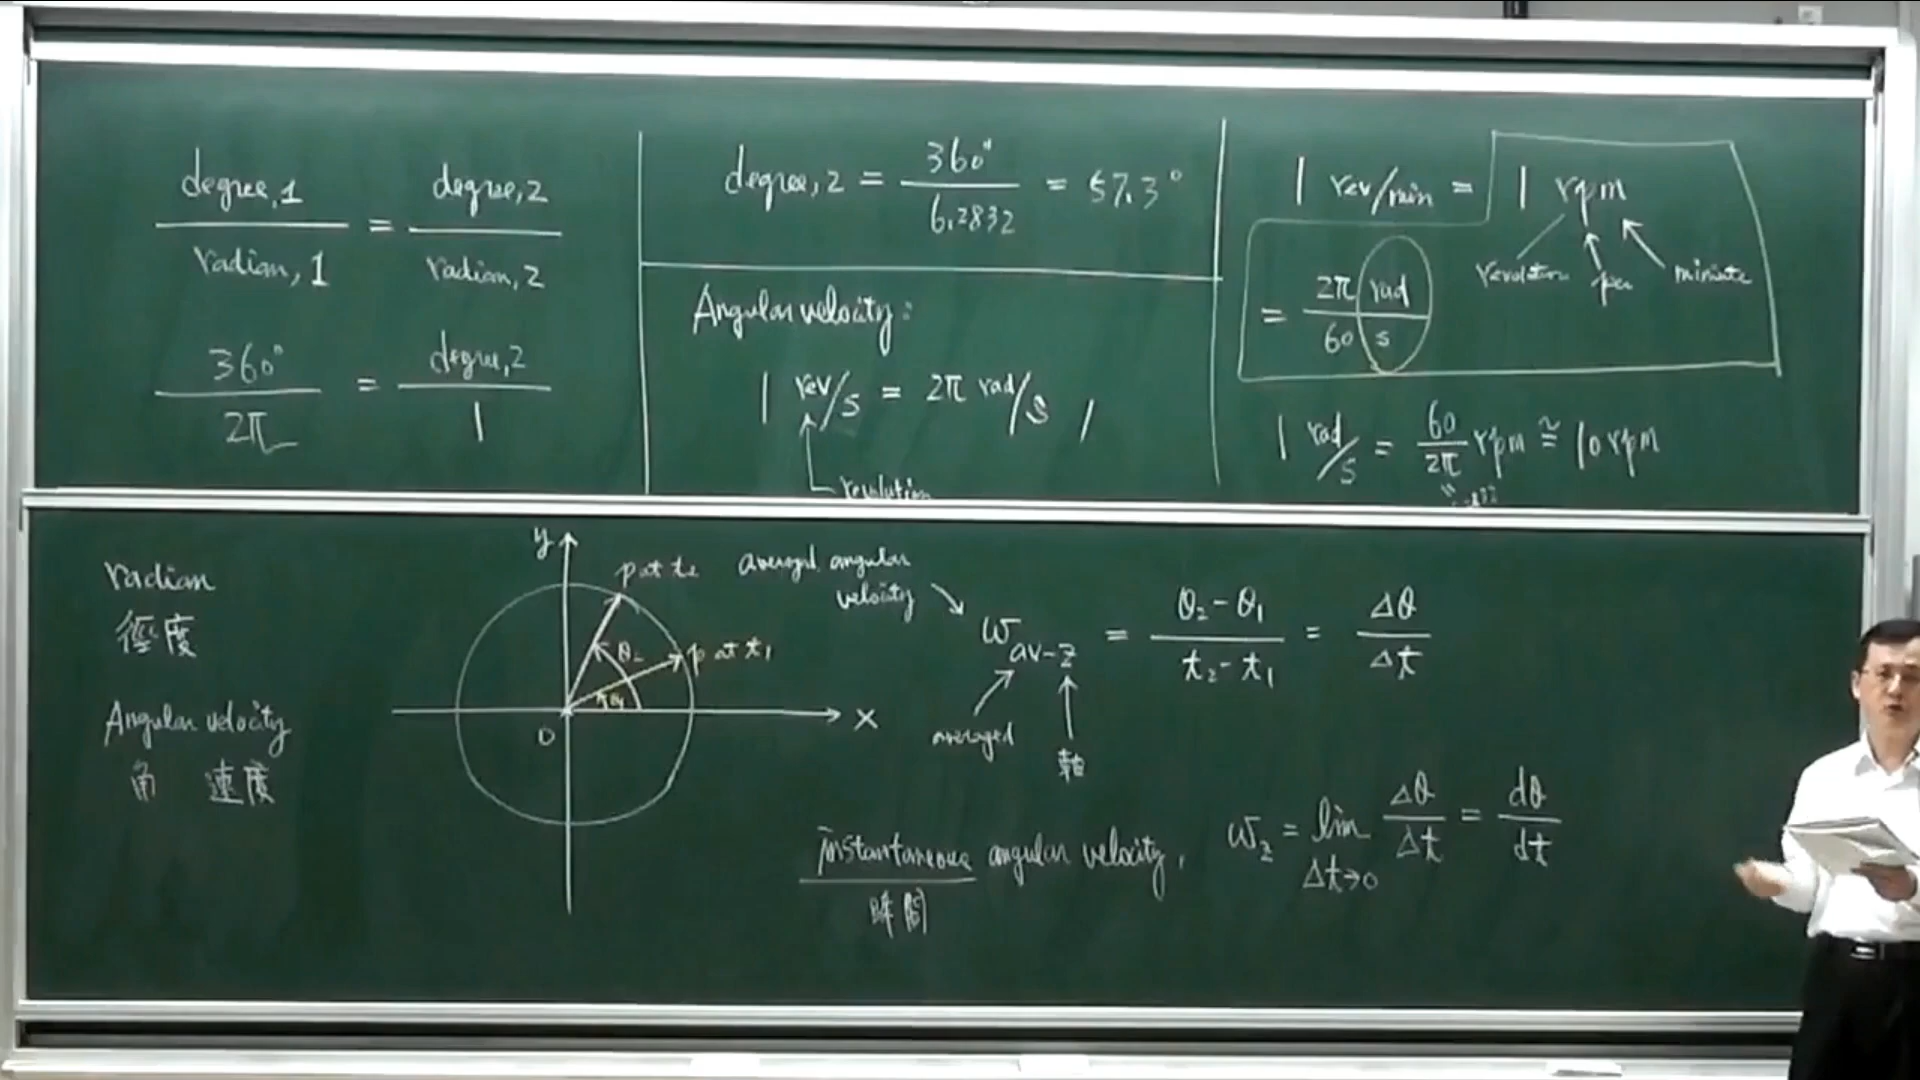 degree,1 / radian,1 = degree,2 / radian,2
360° / 2π = degree,2 / 1
degree,2 = 360° / 6.2832 = 57.3°
Angular velocity:
1 rev/s = 2π rad/s ,
revolution
1 rev/min = 1 rpm
revolution per minute
= 2π rad / 60 s
1 rad/s = 60/2π rpm ≅ 10 rpm
radian
徑度
Angular velocity
角 速度
y
p at t₂
θ₂
p at t₁
θ₁
O
x
averaged angular
velocity
ω av-z = θ₂-θ₁ / t₂-t₁ = Δθ / Δt
averaged
軸
instantaneous angular velocity,
瞬間
ω_z = lim Δt→0 Δθ/Δt = dθ/dt